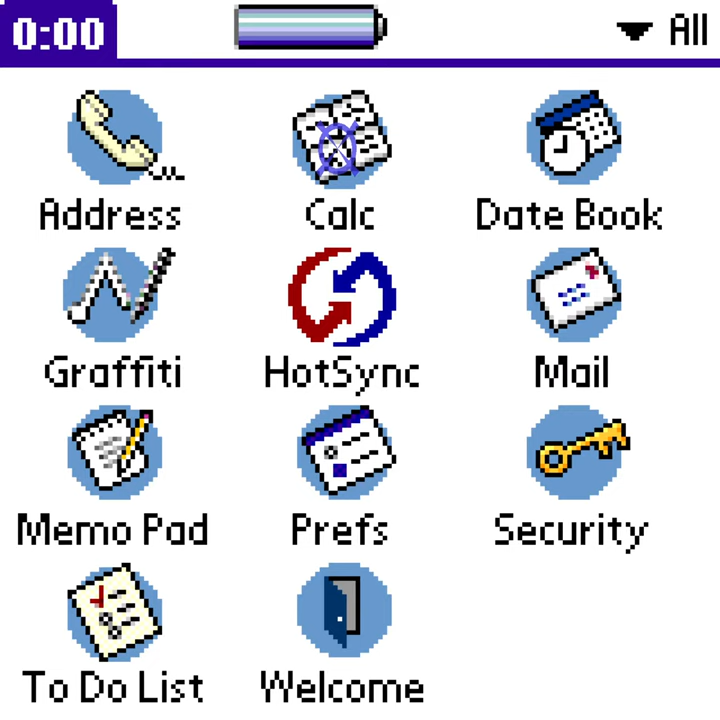 0:00 All
Address Calc Date Book
Graffiti HotSync Mail
Memo Pad Prefs Security
To Do List Welcome